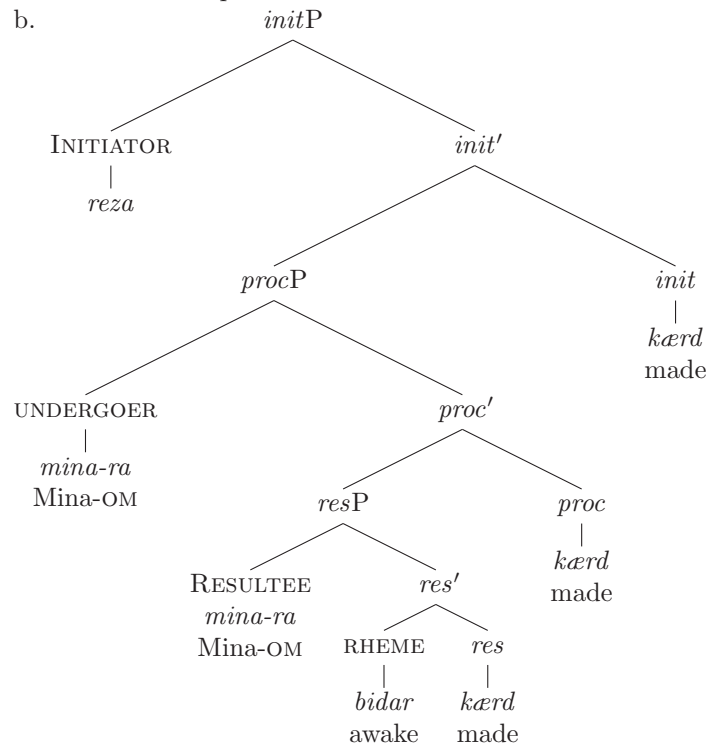 b.
initP
INITIATOR init′
reza
procP init
kærd
made
UNDERGOER proc′
mina-ra
Mina-OM
resP proc
kærd
made
RESULTEE res′
mina-ra
Mina-OM
RHEME res
bidar kærd
awake made